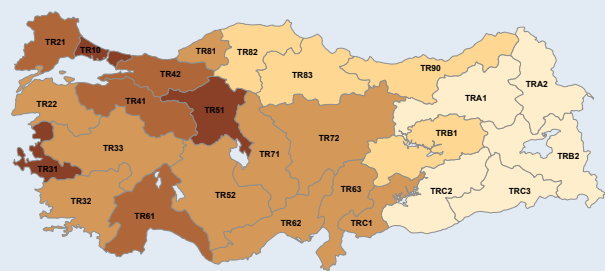 TR21
TR10
TR81
TR82
TR42
TR83
TR90
TRA2
TR22
TR41
TR51
TRA1
TR33
TR72
TRB1
TR71
TRB2
TR31
TR32
TR52
TR63
TRC2
TRC3
TR61
TR62
TRC1